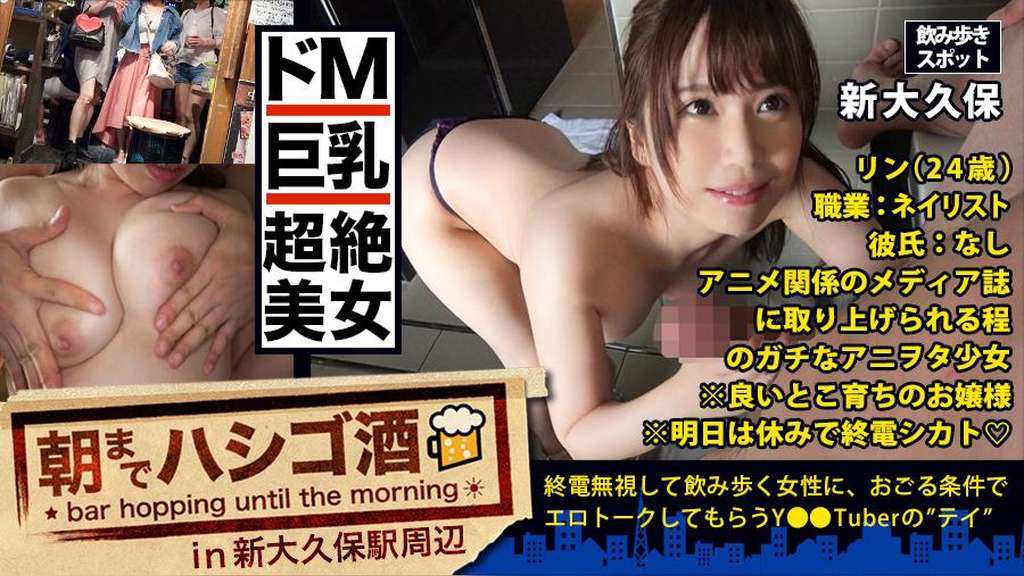 ドM
巨乳
超絶
美女
飲み歩き
スポット
新大久保
リン(24歳)
職業:ネイリスト
彼氏:なし
アニメ関係のメディア誌
に取り上げられる程
のガチなアニヲタ少女
※良いとこ育ちのお嬢様
※明日は休みで終電シカト♡
朝までハシゴ酒
★ bar hopping until the morning ☀
in 新大久保駅周辺
終電無視して飲み歩く女性に、おごる条件で
エロトークしてもらうY●●Tuberの”テイ”